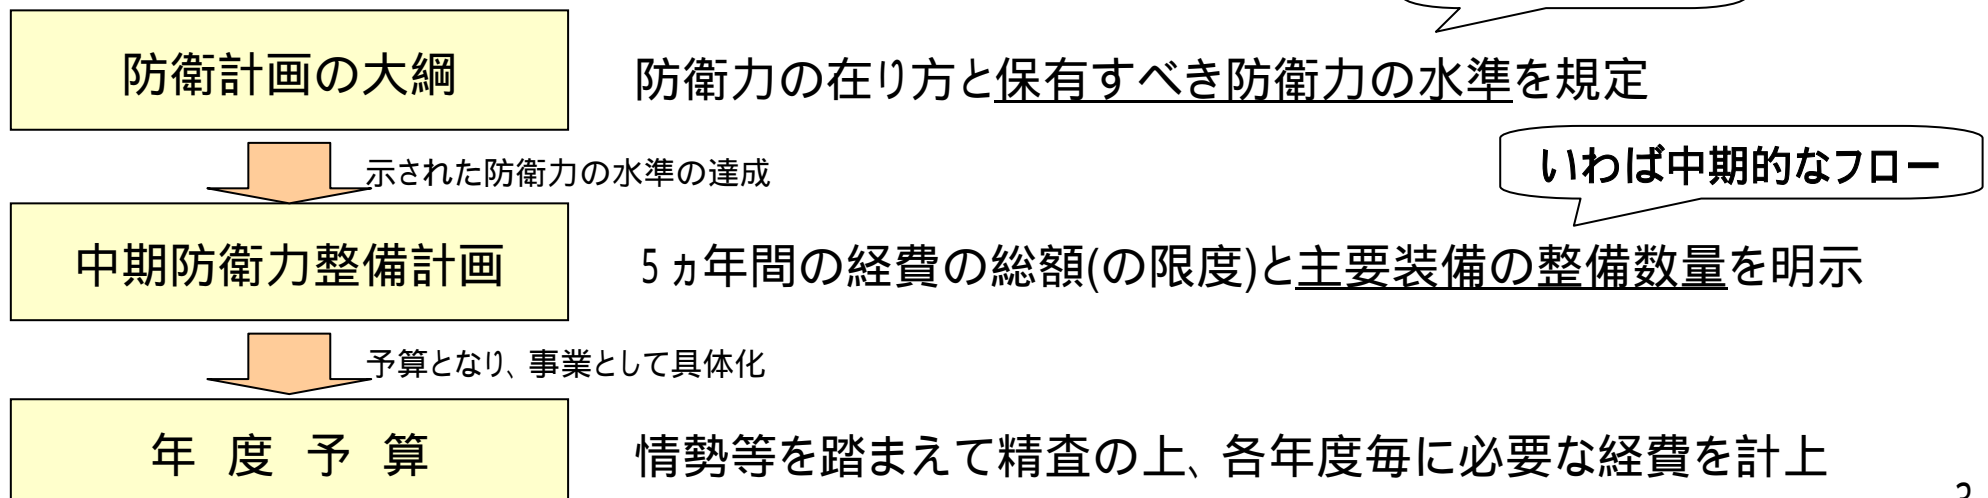 防衛計画の大綱
防衛力の在り方と保有すべき防衛力の水準を規定
示された防衛力の水準の達成
いわば中期的なフロー
中期防衛力整備計画
5ヵ年間の経費の総額(の限度)と主要装備の整備数量を明示
予算となり、事業として具体化
年度予算
情勢等を踏まえて精査の上、各年度毎に必要な経費を計上